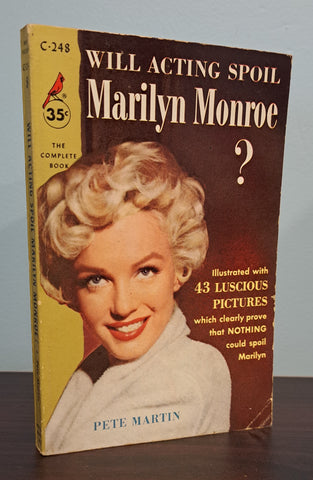 C-248
35¢
THE
COMPLETE
BOOK
WILL ACTING SPOIL
Marilyn Monroe
?
Illustrated with
43 LUSCIOUS
PICTURES
which clearly prove
that NOTHING
could spoil
Marilyn
PETE MARTIN
WILL ACTING SPOIL MARILYN MONROE